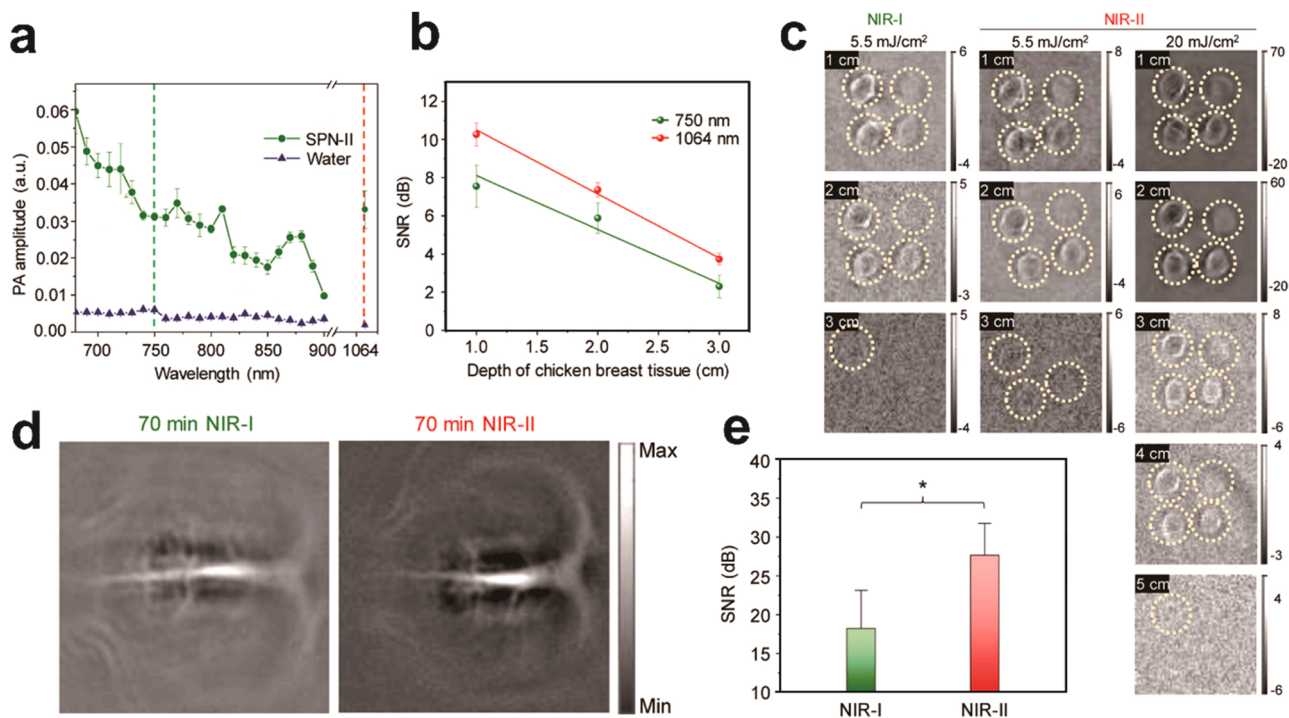 a
PA amplitude (a.u.)
0.06
0.05
0.04
0.03
0.02
0.01
0.00
SPN-II
Water
700
750
800
850
900
1064
Wavelength (nm)
b
SNR (dB)
12
10
8
6
4
2
0
750 nm
1064 nm
1.0
1.5
2.0
2.5
3.0
Depth of chicken breast tissue (cm)
c
NIR-I
NIR-II
5.5 mJ/cm²
5.5 mJ/cm²
20 mJ/cm²
1 cm
6
-4
1 cm
8
-4
1 cm
70
-20
2 cm
5
-3
2 cm
6
-4
2 cm
60
-20
3 cm
5
-4
3 cm
6
-6
3 cm
8
-6
4 cm
4
-3
5 cm
4
-6
d
70 min NIR-I
70 min NIR-II
Max
Min
e
SNR (dB)
40
35
30
25
20
15
10
*
NIR-I
NIR-II